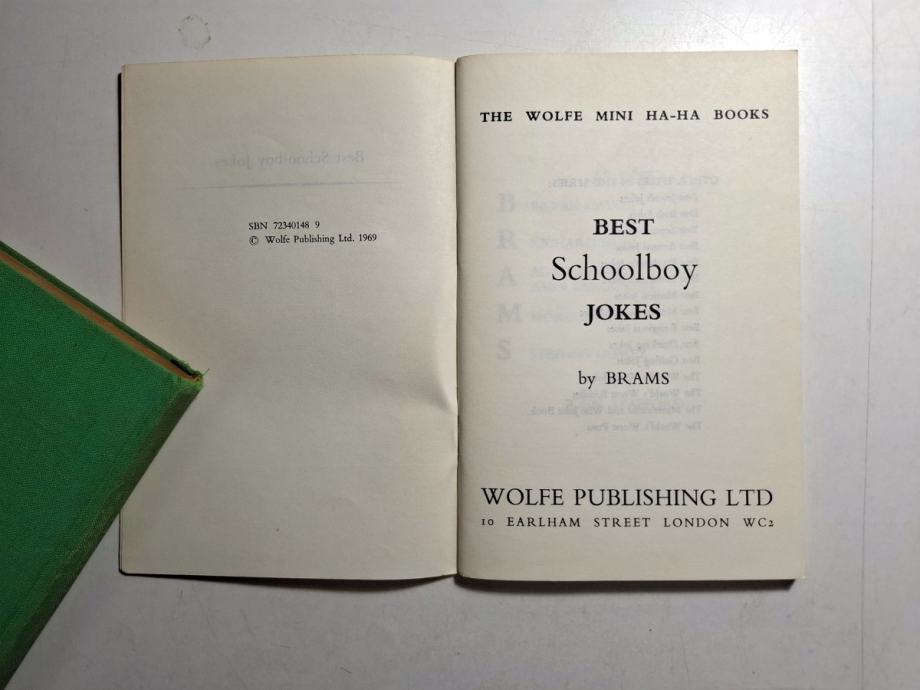 SBN 72340148 9
© Wolfe Publishing Ltd. 1969
THE WOLFE MINI HA-HA BOOKS
BEST
Schoolboy
JOKES
by BRAMS
WOLFE PUBLISHING LTD
10 EARLHAM STREET LONDON WC2